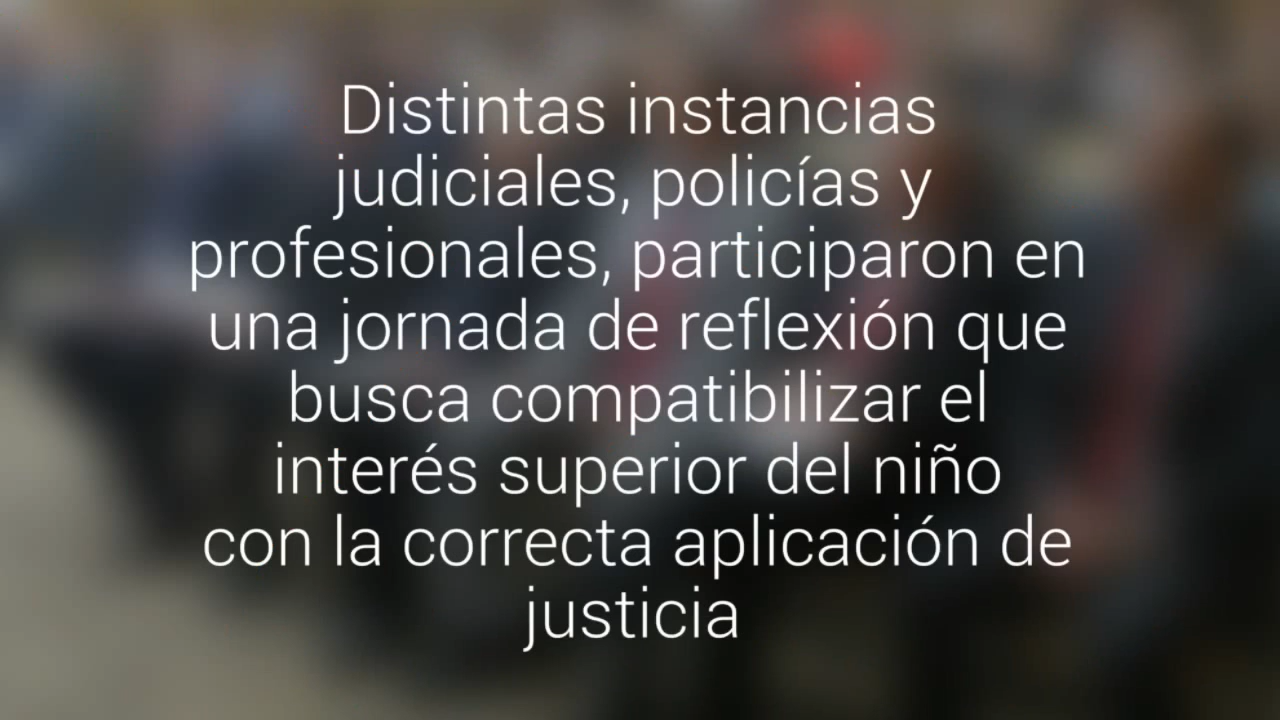 Distintas instancias
judiciales, policías y
profesionales, participaron en
una jornada de reflexión que
busca compatibilizar el
interés superior del niño
con la correcta aplicación de
justicia